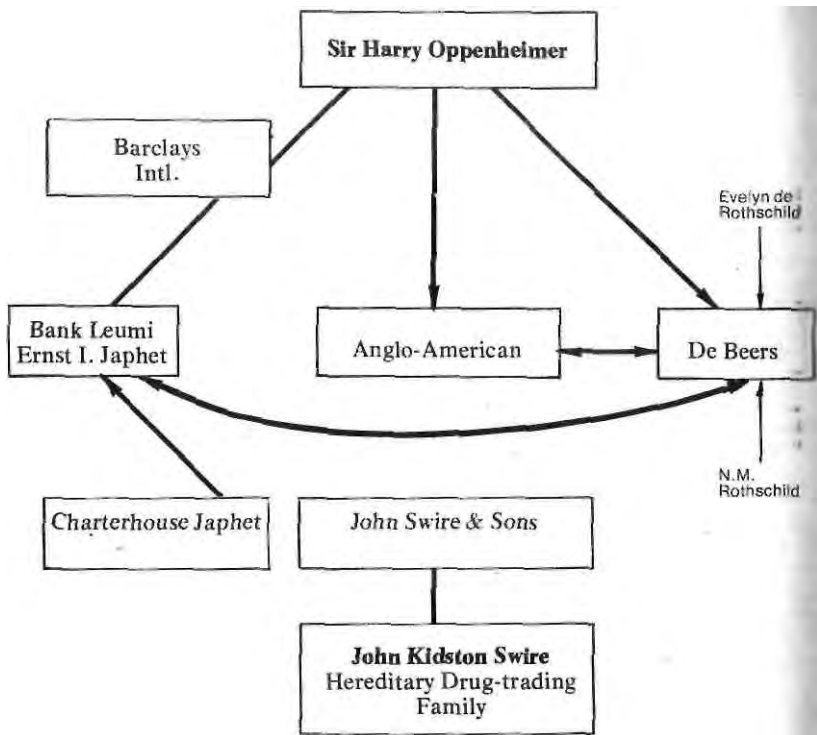 Sir Harry Oppenheimer
Barclays
Intl.
Evelyn de
Rothschild
Bank Leumi
Ernst I. Japhet
Anglo-American
De Beers
N.M.
Rothschild
Charterhouse Japhet
John Swire & Sons
John Kidston Swire
Hereditary Drug-trading
Family